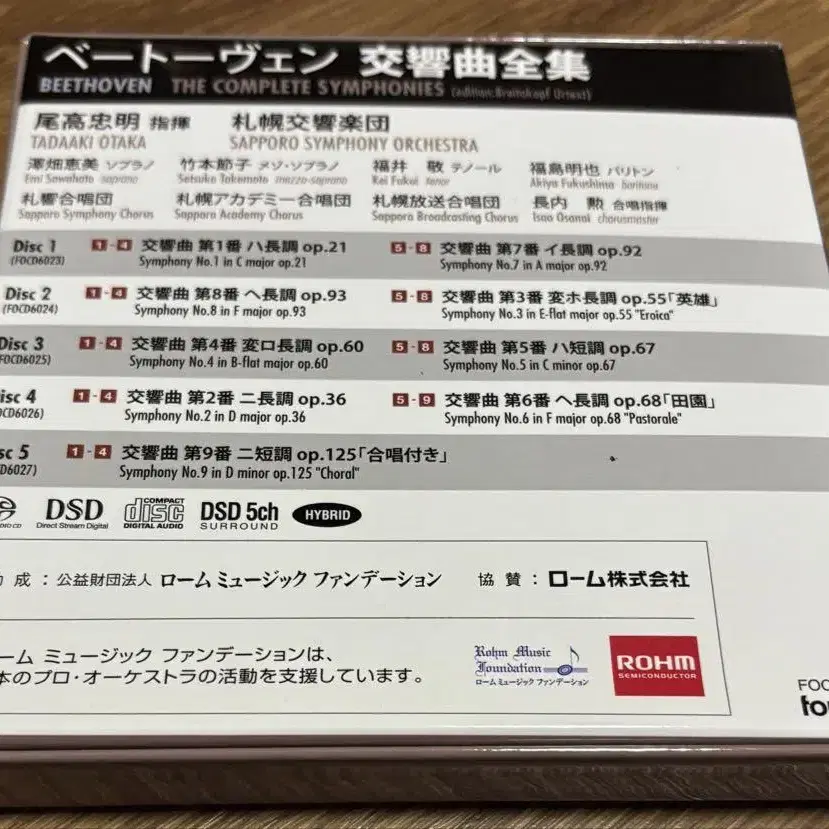 ベートーヴェン 交響曲全集
BEETHOVEN THE COMPLETE SYMPHONIES (edition:Breitkopf Urtext)
尾高忠明 指揮 札幌交響楽団
TADAAKI OTAKA SAPPORO SYMPHONY ORCHESTRA
澤畑恵美 ソプラノ 竹本節子 メゾ・ソプラノ 福井 敬 テノール 福島明也 バリトン
Emi Sawahata soprano Setsuko Takemoto mezzo-soprano Kei Fukui tenor Akiya Fukushima baritone
札響合唱団 札幌アカデミー合唱団 札幌放送合唱団 長内 勲 合唱指揮
Sapporo Symphony Chorus Sapporo Academy Chorus Sapporo Broadcasting Chorus Isao Osanai chorusmaster
Disc 1 1-4 交響曲 第1番 ハ長調 op.21 5-8 交響曲 第7番 イ長調 op.92
(FOCD6023) Symphony No.1 in C major op.21 Symphony No.7 in A major op.92
Disc 2 1-4 交響曲 第8番 ヘ長調 op.93 5-8 交響曲 第3番 変ホ長調 op.55「英雄」
(FOCD6024) Symphony No.8 in F major op.93 Symphony No.3 in E-flat major op.55 "Eroica"
Disc 3 1-4 交響曲 第4番 変ロ長調 op.60 5-8 交響曲 第5番 ハ短調 op.67
OCD6025) Symphony No.4 in B-flat major op.60 Symphony No.5 in C minor op.67
isc 4 1-4 交響曲 第2番 ニ長調 op.36 5-9 交響曲 第6番 ヘ長調 op.68「田園」
CD6026) Symphony No.2 in D major op.36 Symphony No.6 in F major op.68 "Pastorale"
sc 5 1-4 交響曲 第9番 ニ短調 op.125「合唱付き」
D6027) Symphony No.9 in D minor op.125 "Choral"
DSD COMPACT disc DSD 5ch HYBRID
Direct Stream Digital DIGITAL AUDIO SURROUND
成：公益財団法人 ローム ミュージック ファンデーション 協 賛：ローム株式会社
ーム ミュージック ファンデーションは、
本のプロ・オーケストラの活動を支援しています。
Rohm Music
Foundation
ローム ミュージック ファンデーション
ROHM
SEMICONDUCTOR
FOC
fo